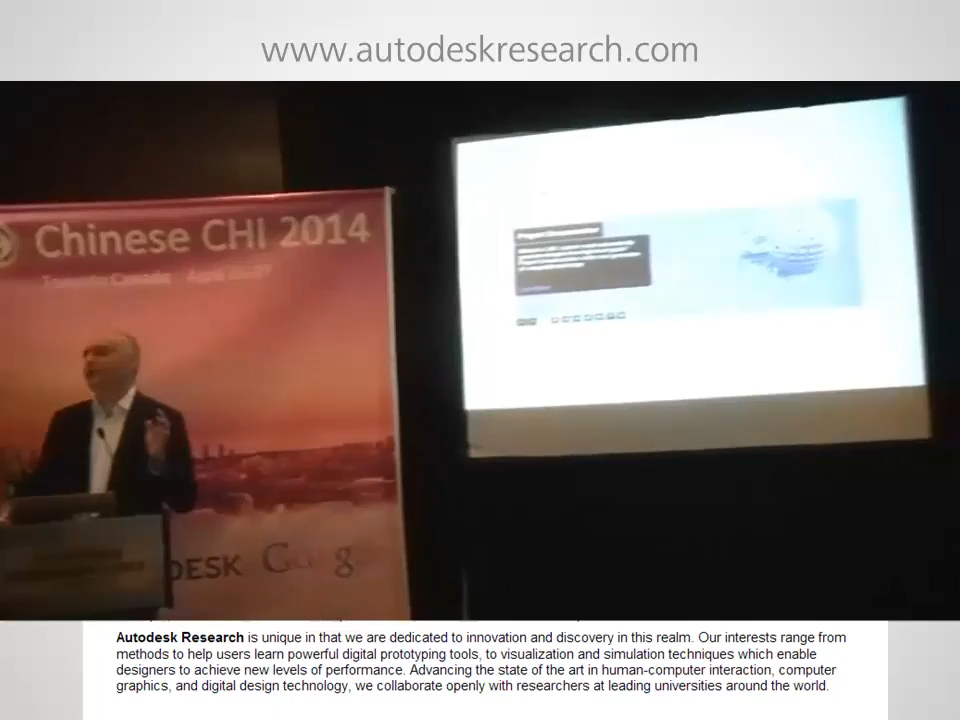 www.autodeskresearch.com
Chinese CHI 2014
Toronto Canada April
DESK Google
Autodesk Research is unique in that we are dedicated to innovation and discovery in this realm. Our interests range from
methods to help users learn powerful digital prototyping tools, to visualization and simulation techniques which enable
designers to achieve new levels of performance. Advancing the state of the art in human-computer interaction, computer
graphics, and digital design technology, we collaborate openly with researchers at leading universities around the world.